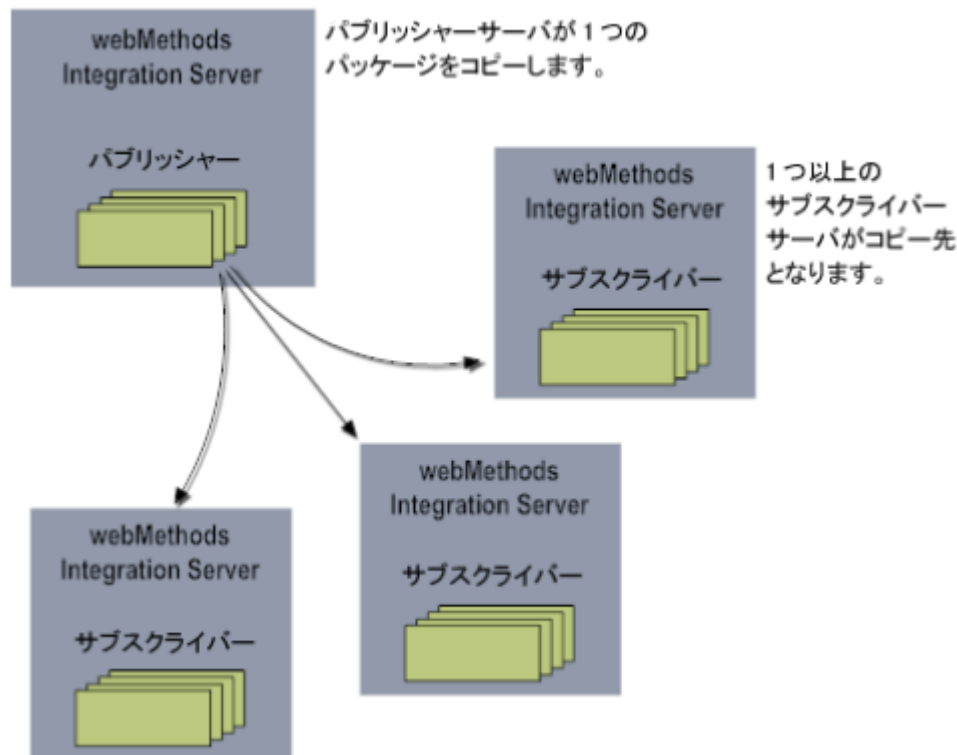 webMethods
Integration Server
パブリッシャー
パブリッシャーサーバが 1 つの
パッケージをコピーします。
webMethods
Integration Server
サブスクライバー
1 つ以上の
サブスクライバー
サーバがコピー先
となります。
webMethods
Integration Server
サブスクライバー
webMethods
Integration Server
サブスクライバー